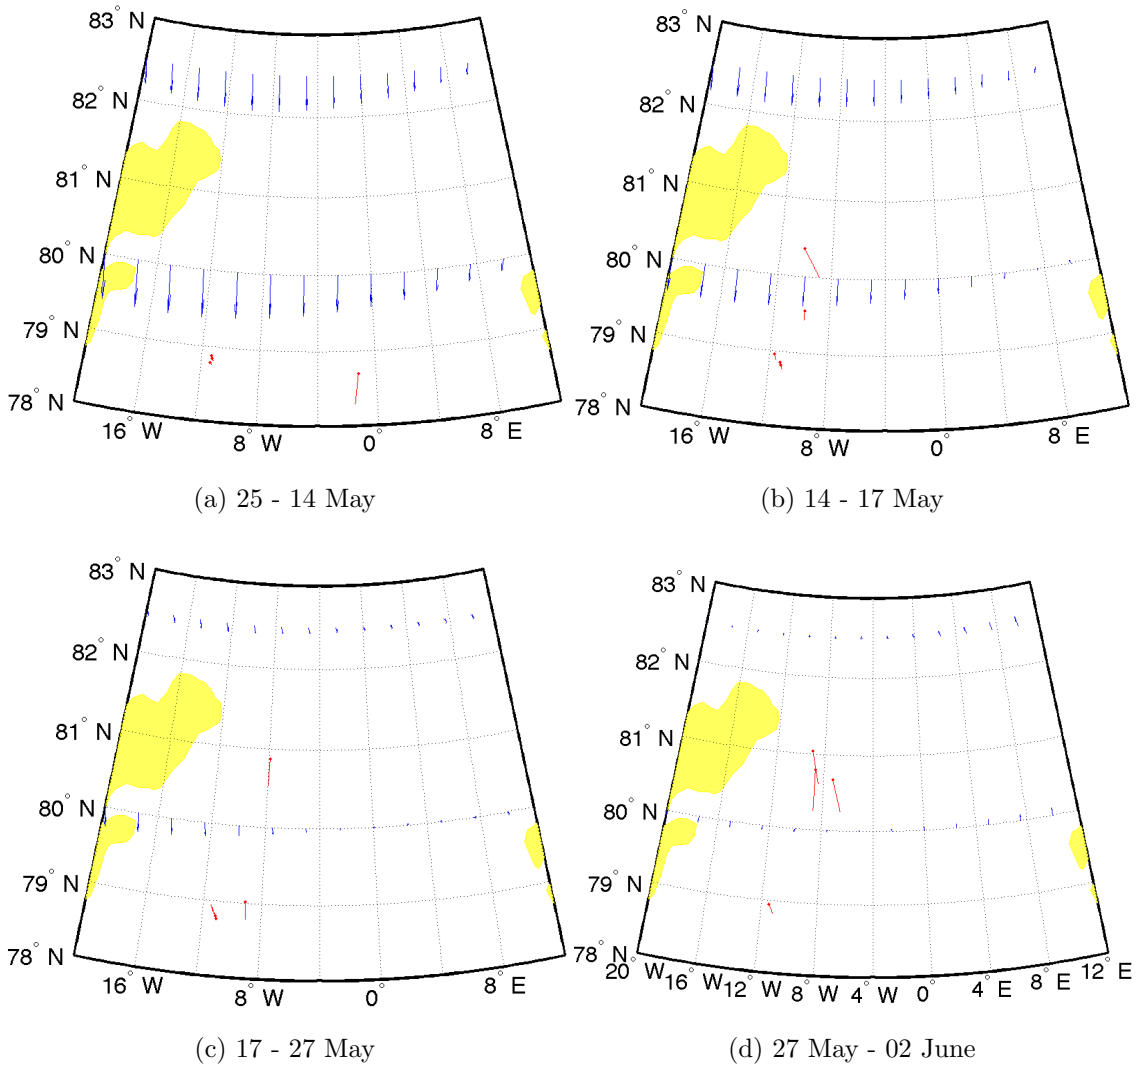 83° N
82° N
81° N
80° N
79° N
78° N
16° W
8° W
0°
8° E
(a) 25 - 14 May
83° N
82° N
81° N
80° N
79° N
78° N
16° W
8° W
0°
8° E
(b) 14 - 17 May
83° N
82° N
81° N
80° N
79° N
78° N
16° W
8° W
0°
8° E
(c) 17 - 27 May
83° N
82° N
81° N
80° N
79° N
78° N
20° W
16° W
12° W
8° W
4° W
0°
4° E
8° E
12° E
(d) 27 May - 02 June